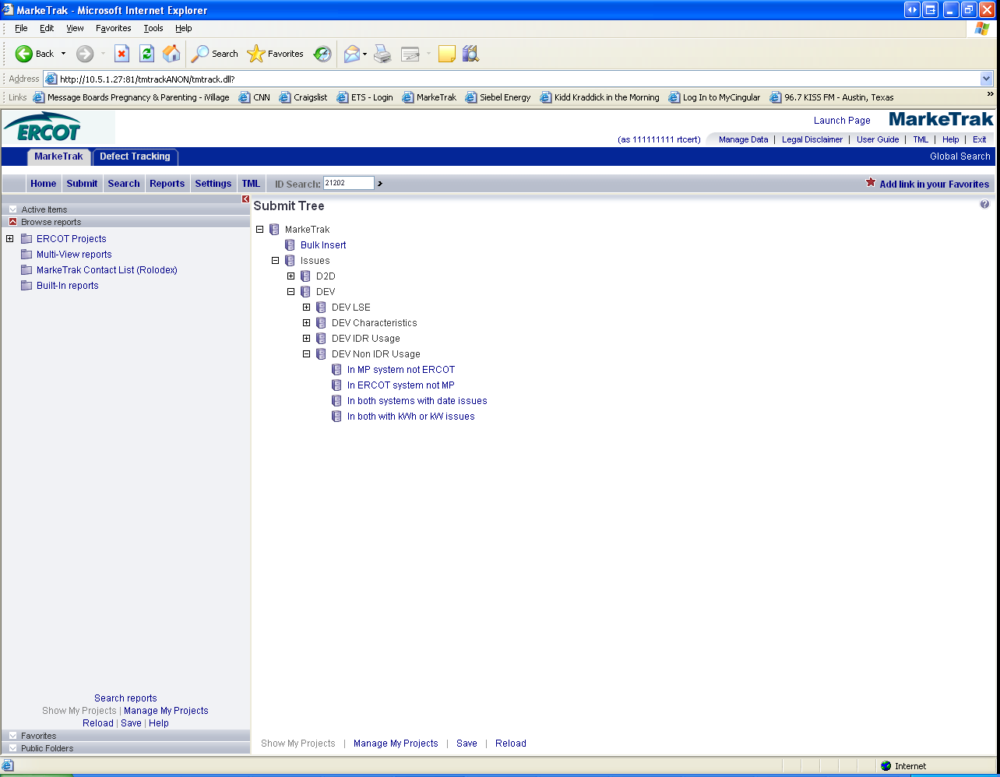 MarkeTrak - Microsoft Internet Explorer
File Edit View Favorites Tools Help
Back Search Favorites
Address http://10.5.1.27:81/tmtrackANON/tmtrack.dll?
Links Message Boards Pregnancy & Parenting - iVillage CNN Craigslist ETS - Login MarkeTrak Siebel Energy Kidd Kraddick in the Morning Log In to MyCingular 96.7 KISS FM - Austin, Texas »
ERCOT Launch Page MarkeTrak
(as 111111111 rtcert) Manage Data | Legal Disclaimer | User Guide | TML | Help | Exit
MarkeTrak Defect Tracking Global Search
Home Submit Search Reports Settings TML ID Search: 21202 Add link in your Favorites
Active Items
Browse reports
ERCOT Projects
Multi-View reports
MarkeTrak Contact List (Rolodex)
Built-In reports
Search reports
Show My Projects | Manage My Projects
Reload | Save | Help
Favorites
Public Folders
Submit Tree
MarkeTrak
Bulk Insert
Issues
D2D
DEV
DEV LSE
DEV Characteristics
DEV IDR Usage
DEV Non IDR Usage
In MP system not ERCOT
In ERCOT system not MP
In both systems with date issues
In both with kWh or kW issues
Show My Projects | Manage My Projects | Save | Reload
Internet